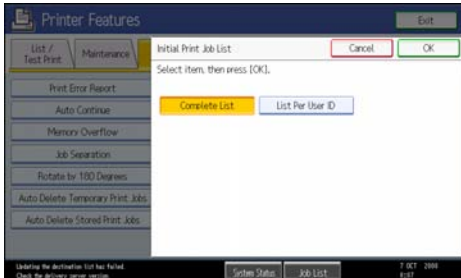 Printer Features
Exit
List /
Test Print
Maintenance
Initial Print Job List
Cancel
OK
Select item, then press [OK].
Print Error Report
Complete List
List Per User ID
Auto Continue
Memory Overflow
Job Separation
Rotate by 180 Degrees
Auto Delete Temporary Print Jobs
Auto Delete Stored Print Jobs
Updating the destination list has failed.
Check the delivery server version.
System Status
Job List
7 OCT 2008